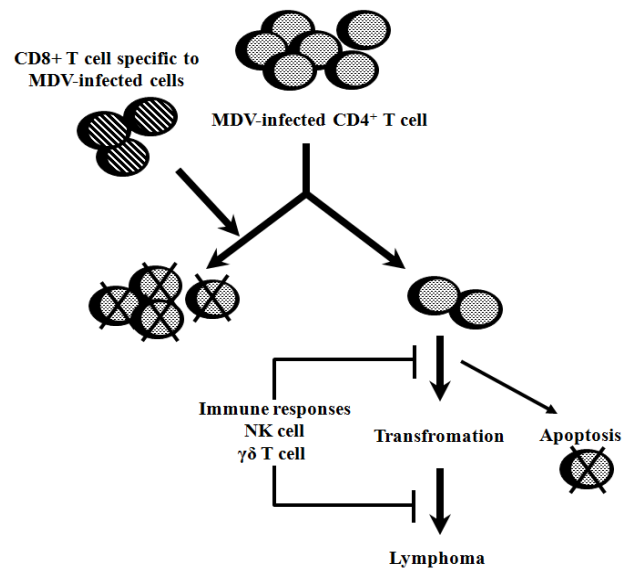 CD8+ T cell specific to
MDV-infected cells
MDV-infected CD4⁺ T cell
Immune responses
NK cell
γδ T cell
Transfromation
Apoptosis
Lymphoma